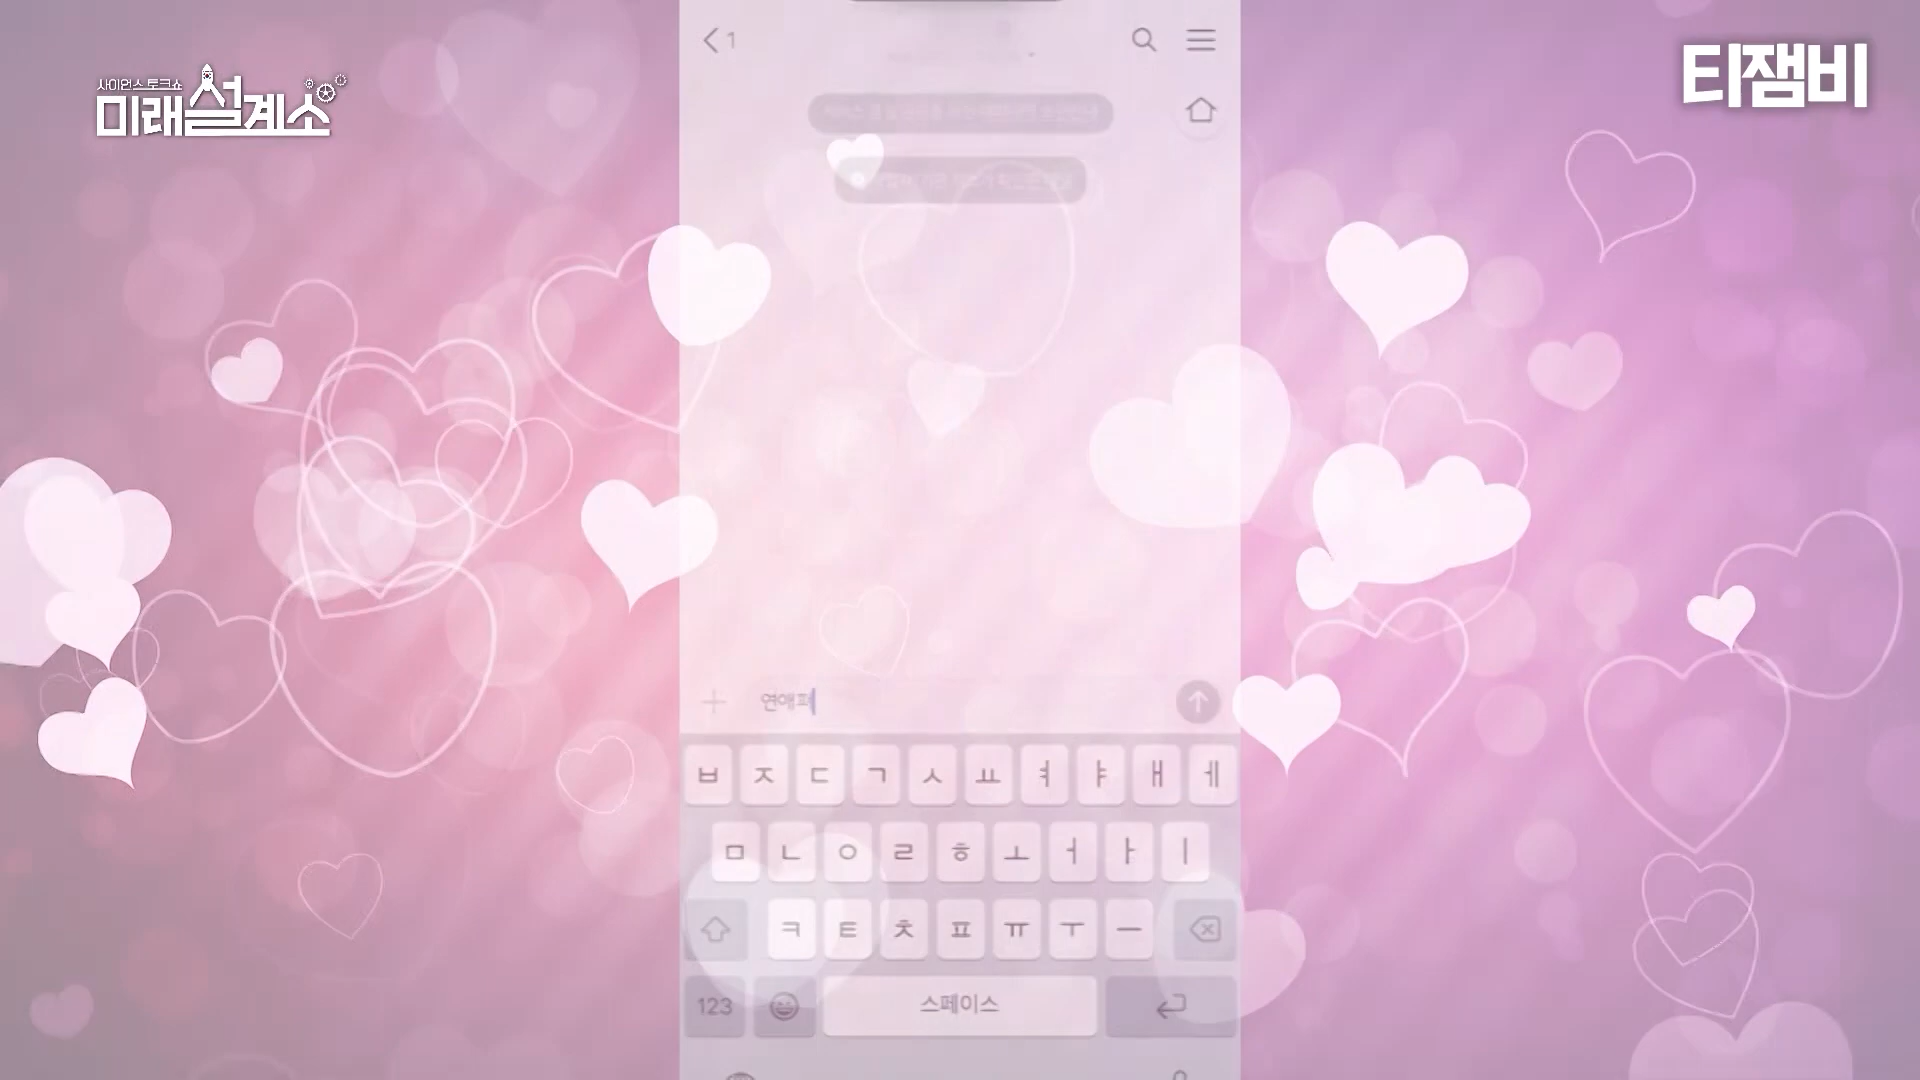 사이언스 토크쇼
미래설계소
티잼비
1
연애퍼
ㅂ ㅈ ㄷ ㄱ ㅅ ㅛ ㅕ ㅑ ㅐ ㅔ
ㅁ ㄴ ㅇ ㄹ ㅎ ㅗ ㅓ ㅏ ㅣ
ㅋ ㅌ ㅊ ㅍ ㅠ ㅜ ㅡ
123 스페이스